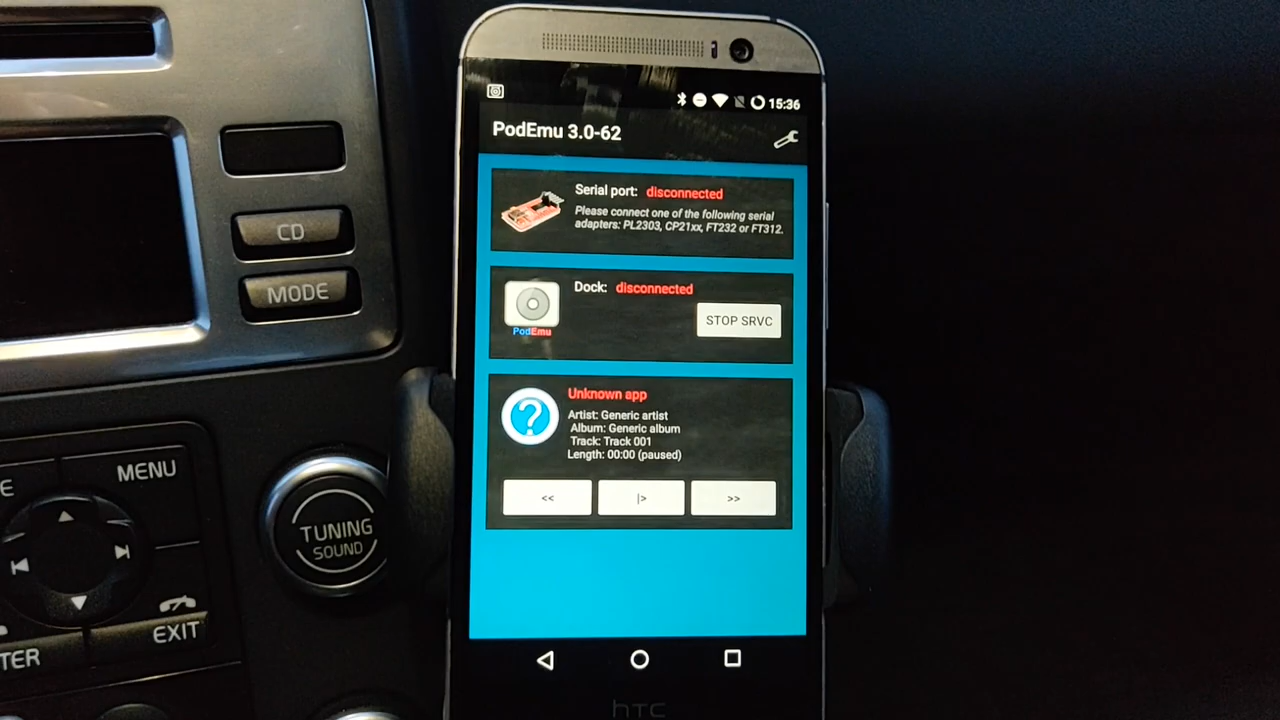 15:36
PodEmu 3.0-62
Serial port: disconnected
Please connect one of the following serial
adapters: PL2303, CP21xx, FT232 or FT312.
Dock: disconnected
STOP SRVC
PodEmu
Unknown app
Artist: Generic artist
Album: Generic album
Track: Track 001
Length: 00:00 (paused)
<<
|>
>>
hTC
CD
MODE
MENU
TUNING
SOUND
EXIT
TER
E